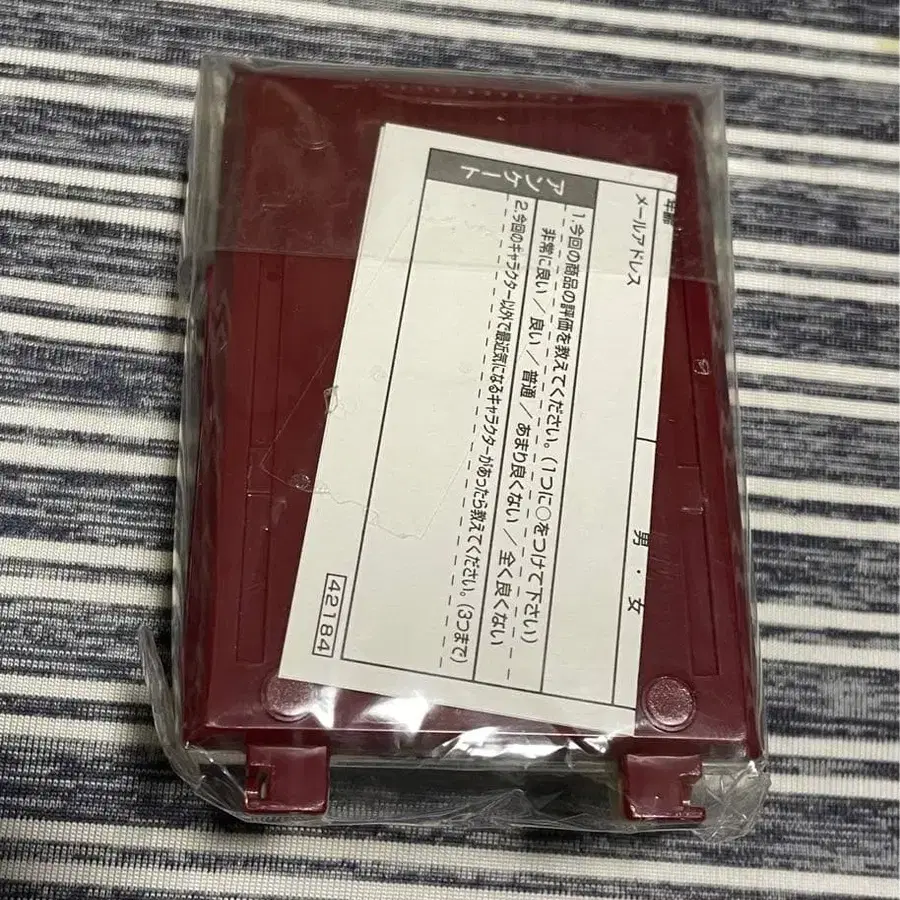 年齢
男・女
メールアドレス
アンケート
1.今回の商品の評価を教えてください。(1つに○をつけて下さい)
非常に良い / 良い / 普通 / あまり良くない / 全く良くない
2.今回のキャラクター以外で最近気になるキャラクターがあったら教えてください。(3つまで)
42184